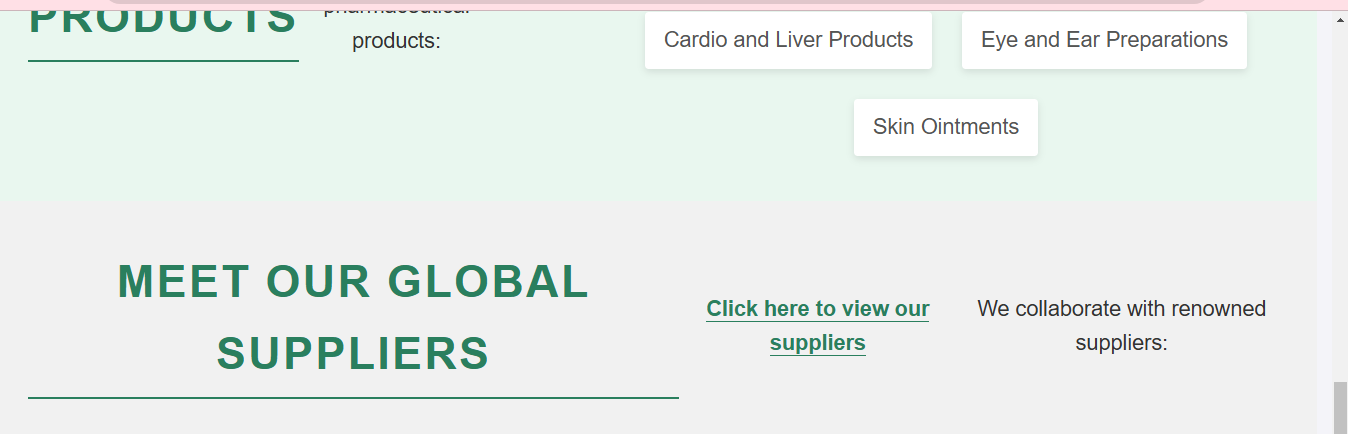 PRODUCTS
pharmaceutical
products:
Cardio and Liver Products
Eye and Ear Preparations
Skin Ointments
MEET OUR GLOBAL
SUPPLIERS
Click here to view our
suppliers
We collaborate with renowned
suppliers: